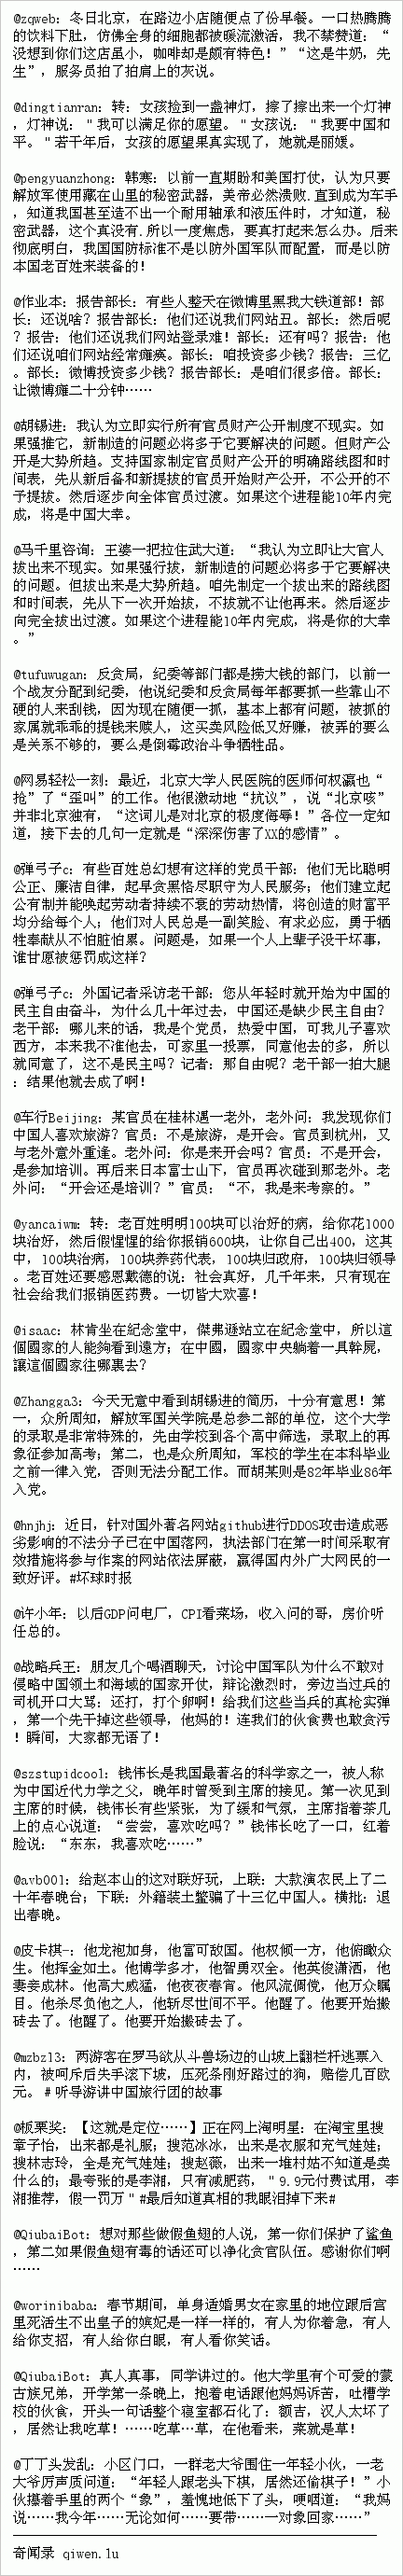 @zqweb: 冬日北京，在路边小店随便点了份早餐。一口热腾腾
的饮料下肚，仿佛全身的细胞都被暖流激活，我不禁赞道：“
没想到你们这店虽小，咖啡却是颇有特色！”“这是牛奶，先
生”，服务员拍了拍肩上的灰说。
@dingtianran: 转: 女孩捡到一盏神灯，擦了擦出来一个灯神
，灯神说："我可以满足你的愿望。"女孩说："我要中国和
平。"若干年后，女孩的愿望果真实现了，她就是丽媛。
@pengyuanzhong: 韩寒: 以前一直期盼和美国打仗，认为只要
解放军使用藏在山里的秘密武器，美帝必然溃败.直到成为车手
，知道我国甚至造不出一个耐用轴承和液压件时，才知道，秘
密武器，这个真没有.所以一度焦虑，要真打起来怎么办。后来
彻底明白，我国国防标准不是以防外国军队而配置，而是以防
本国老百姓来装备的！
@作业本: 报告部长: 有些人整天在微博里黑我大铁道部！部
长: 还说啥？报告部长: 他们还说我们网站丑。部长: 然后呢
？报告: 他们还说我们网站登录难！部长: 还有吗？报告: 他
们还说咱们网站经常瘫痪。部长: 咱投资多少钱？报告: 三亿
。部长: 微博投资多少钱？报告部长: 是咱们很多倍。部长:
让微博瘫二十分钟……
@胡锡进: 我认为立即实行所有官员财产公开制度不现实。如
果强推它，新制造的问题必将多于它要解决的问题。但财产公
开是大势所趋。支持国家制定官员财产公开的明确路线图和时
间表，先从新后备和新提拔的官员开始财产公开，不公开的不
予提拔。然后逐步向全体官员过渡。如果这个进程能10年内完
成，将是中国大幸。
@马千里咨询: 王婆一把拉住武大道: “我认为立即让大官人
拔出来不现实。如果强行拔，新制造的问题必将多于它要解决
的问题。但拔出来是大势所趋。咱先制定一个拔出来的路线图
和时间表，先从下一次开始拔，不拔就不让他再来。然后逐步
向完全拔出过渡。如果这个进程能10年内完成，将是你的大幸
。”
@tufuwugan: 反贪局，纪委等部门都是捞大钱的部门，以前一
个战友分配到纪委，他说纪委和反贪局每年都要抓一些靠山不
硬的人来刮钱，因为现在随便一抓，基本上都有问题，被抓的
家属就乖乖的提钱来赎人，这买卖风险低又好赚，被弄的要么
是关系不够的，要么是倒霉政治斗争牺牲品。
@网易轻松一刻: 最近，北京大学人民医院的医师何权瀛也“
抢”了“歪叫”的工作。他很激动地“抗议”，说“北京咳”
并非北京独有，“这词儿是对北京的极度侮辱！”各位一定知
道，接下去的几句一定就是“深深伤害了XX的感情”。
@弹弓子c: 有些百姓总幻想有这样的党员干部: 他们无比聪明
公正、廉洁自律，起早贪黑恪尽职守为人民服务；他们建立起
公有制并能唤起劳动者持续不衰的劳动热情，将创造的财富平
均分给每个人；他们对人民总是一副笑脸、有求必应，勇于牺
牲奉献从不怕脏怕累。问题是，如果一个人上辈子没干坏事，
谁甘愿被惩罚成这样？
@弹弓子c: 外国记者采访老干部: 您从年轻时就开始为中国的
民主自由奋斗，为什么几十年过去，中国还是缺少民主自由？
老干部: 哪儿来的话，我是个党员，热爱中国，可我儿子喜欢
西方，本来我不准他去，可家里一投票，同意他去的多，所以
就同意了，这不是民主吗？记者: 那自由呢？老干部一拍大腿
: 结果他就去成了啊！
@车行Beijing: 某官员在桂林遇一老外，老外问: 我发现你们
中国人喜欢旅游？官员: 不是旅游，是开会。官员到杭州，又
与老外意外重逢。老外问: 你是来开会吗？官员: 不是开会，
是参加培训。再后来日本富士山下，官员再次碰到那老外。老
外问: “开会还是培训？”官员: “不，我是来考察的。”
@yancaiwm: 转: 老百姓明明100块可以治好的病，给你花1000
块治好，然后假惺惺的给你报销600块，让你自己出400，这其
中，100块治病，100块养药代表，100块归政府，100块归领导
。老百姓还要感恩戴德的说: 社会真好，几千年来，只有现在
社会给我们报销医药费。一切皆大欢喜！
@isaac: 林肯坐在紀念堂中，傑弗遜站立在紀念堂中，所以這
個國家的人能夠看到遠方；在中國，國家中央躺着一具幹屍，
讓這個國家往哪裏去？
@Zhangga3: 今天无意中看到胡锡进的简历，十分有意思！第
一，众所周知，解放军国关学院是总参二部的单位，这个大学
的录取是非常特殊的，先由学校到各个高中筛选，录取上的再
象征参加高考；第二，也是众所周知，军校的学生在本科毕业
之前一律入党，否则无法分配工作。而胡某则是82年毕业86年
入党。
@hnjhj: 近日，针对国外著名网站github进行DDOS攻击造成恶
劣影响的不法分子已在中国落网，执法部门在第一时间采取有
效措施将参与作案的网站依法屏蔽，赢得国内外广大网民的一
致好评。#坏球时报
@许小年: 以后GDP问电厂，CPI看菜场，收入问的哥，房价听
任总的。
@战略兵王: 朋友几个喝酒聊天，讨论中国军队为什么不敢对
侵略中国领土和海域的国家开仗，辩论激烈时，旁边当过兵的
司机开口大骂: 还打，打个卵啊！给我们这些当兵的真枪实弹
，第一个先干掉这些领导，他妈的！连我们的伙食费也敢贪污
！瞬间，大家都无语了！
@szstupidcool: 钱伟长是我国最著名的科学家之一，被人称
为中国近代力学之父，晚年时曾受到主席的接见。第一次见到
主席的时候，钱伟长有些紧张，为了缓和气氛，主席指着茶几
上的点心说道: “尝尝，喜欢吃吗？”钱伟长吃了一口，红着
脸说: “东东，我喜欢吃……”
@avb001: 给赵本山的这对联好玩，上联: 大款演农民上了二
十年春晚台；下联: 外籍装土鳖骗了十三亿中国人。横批: 退
出春晚。
@皮卡棋-: 他龙袍加身，他富可敌国。他权倾一方，他俯瞰众
生。他挥金如土。他博学多才，他智勇双全。他英俊潇洒，他
妻妾成林。他高大威猛，他夜夜春宵。他风流倜傥，他万众瞩
目。他杀尽负他之人，他斩尽世间不平。他醒了。他要开始搬
砖去了。他醒了。他要开始搬砖去了。
@mzbz13: 两游客在罗马欲从斗兽场边的山坡上翻栏杆逃票入
内，被呵斥后失手滚下坡，压死条刚好路过的狗，赔偿几百欧
元。＃听导游讲中国旅行团的故事
@板栗奖: 【这就是定位……】正在网上淘明星: 在淘宝里搜
章子怡，出来都是礼服；搜范冰冰，出来是衣服和充气娃娃；
搜林志玲，全是充气娃娃；搜赵薇，出来一堆村姑不知道是卖
什么的；最夸张的是李湘，只有减肥药，"9.9元付费试用，李
湘推荐，假一罚万"#最后知道真相的我眼泪掉下来#
@QiubaiBot: 想对那些做假鱼翅的人说，第一你们保护了鲨鱼
，第二如果假鱼翅有毒的话还可以净化贪官队伍。感谢你们啊
……
@worinibaba: 春节期间，单身适婚男女在家里的地位跟后宫
里死活生不出皇子的嫔妃是一样一样的，有人为你着急，有人
给你支招，有人给你白眼，有人看你笑话。
@QiubaiBot: 真人真事，同学讲过的。他大学里有个可爱的蒙
古族兄弟，开学第一条晚上，抱着电话跟他妈妈诉苦，吐槽学
校的伙食，开头一句话整个寝室都石化了: 额吉，汉人太坏了
，居然让我吃草！……吃草…草，在他看来，菜就是草！
@丁丁头发乱: 小区门口，一群老大爷围住一年轻小伙，一老
大爷厉声质问道: “年轻人跟老头下棋，居然还偷棋子！”小
伙攥着手里的两个“象”，羞愧地低下了头，哽咽道: “我妈
说……我今年……无论如何……要带……一对象回家……”
奇闻录 qiwen.lu